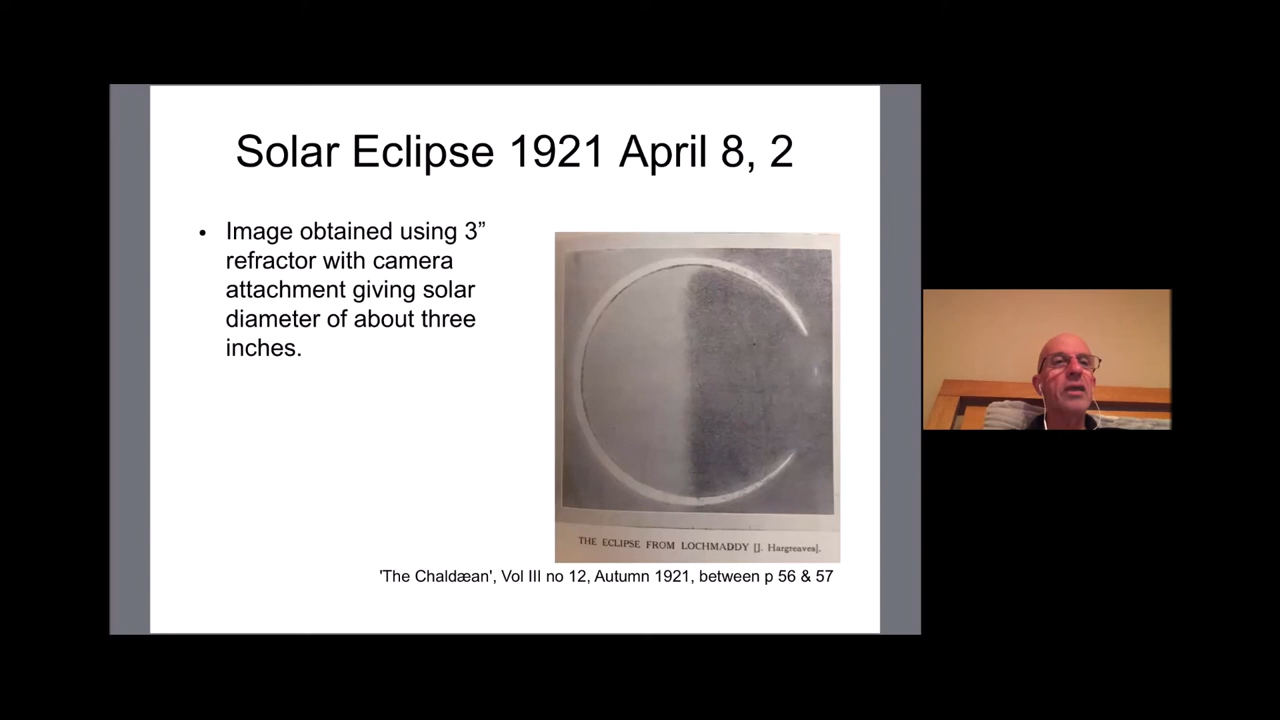 Solar Eclipse 1921 April 8, 2
• Image obtained using 3”
refractor with camera
attachment giving solar
diameter of about three
inches.
THE ECLIPSE FROM LOCHMADDY [J. Hargreaves].
'The Chaldæan', Vol III no 12, Autumn 1921, between p 56 & 57